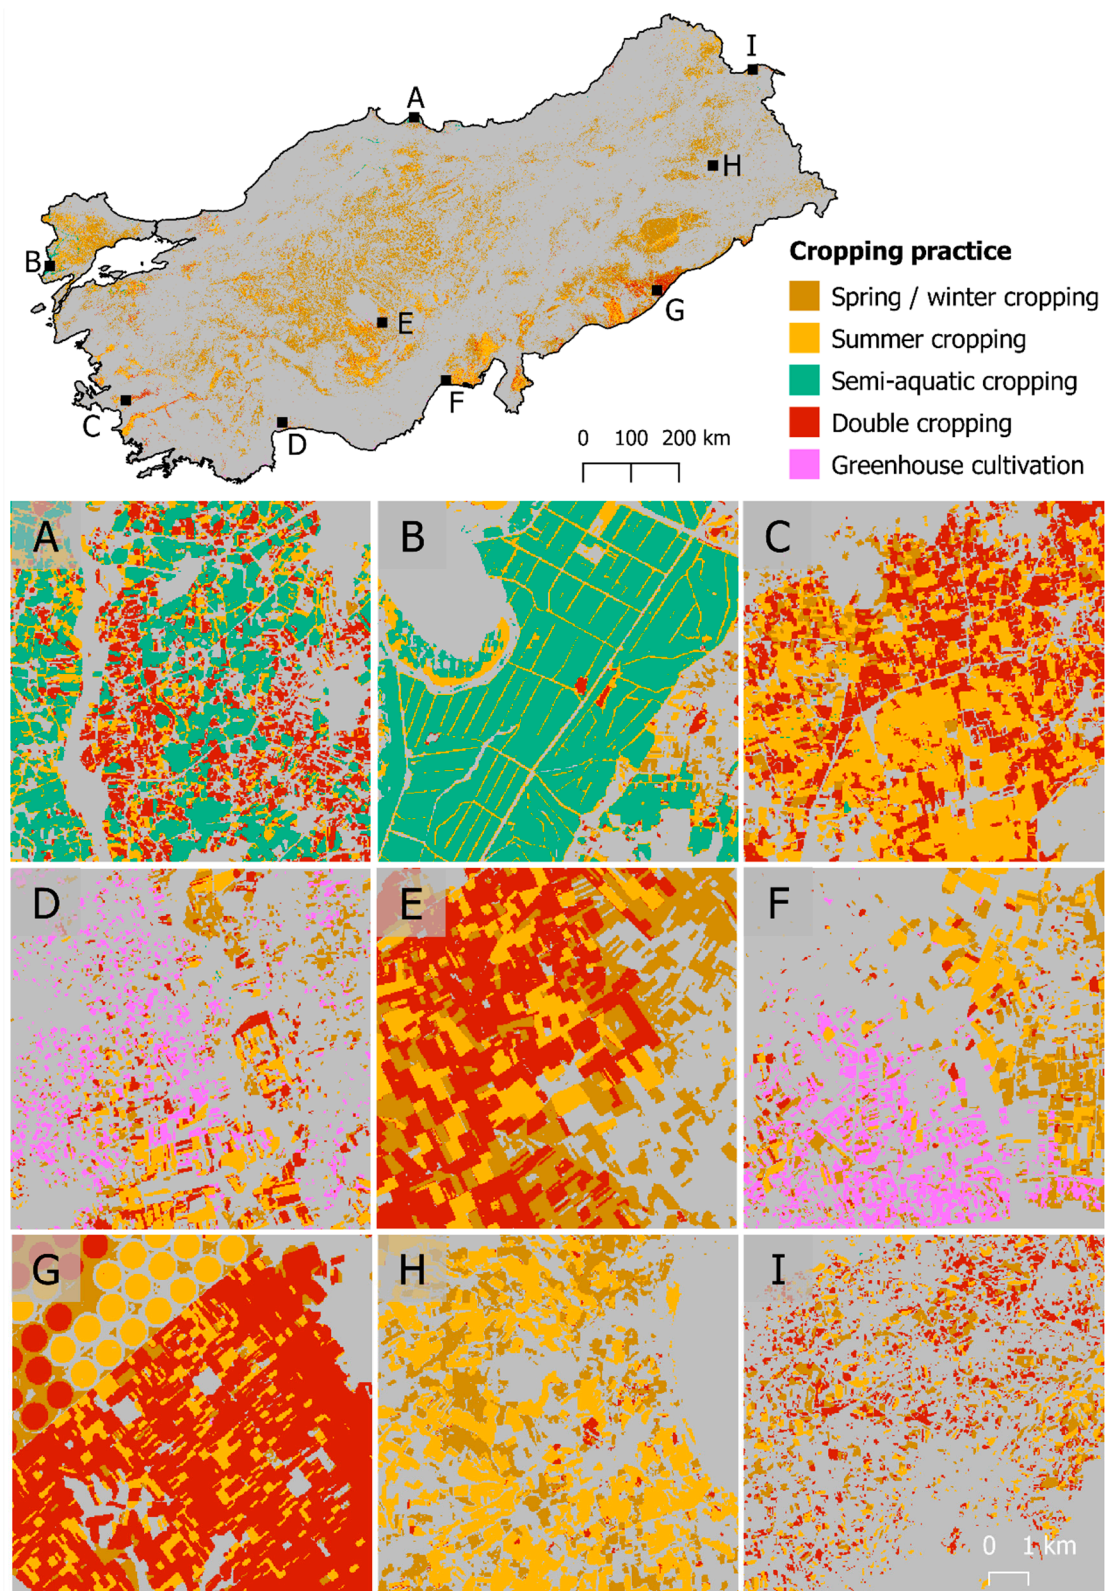 I
A
H
B
G
E
F
C
D
0 100 200 km
Cropping practice
Spring / winter cropping
Summer cropping
Semi-aquatic cropping
Double cropping
Greenhouse cultivation
A
B
C
D
E
F
G
H
I
0 1 km